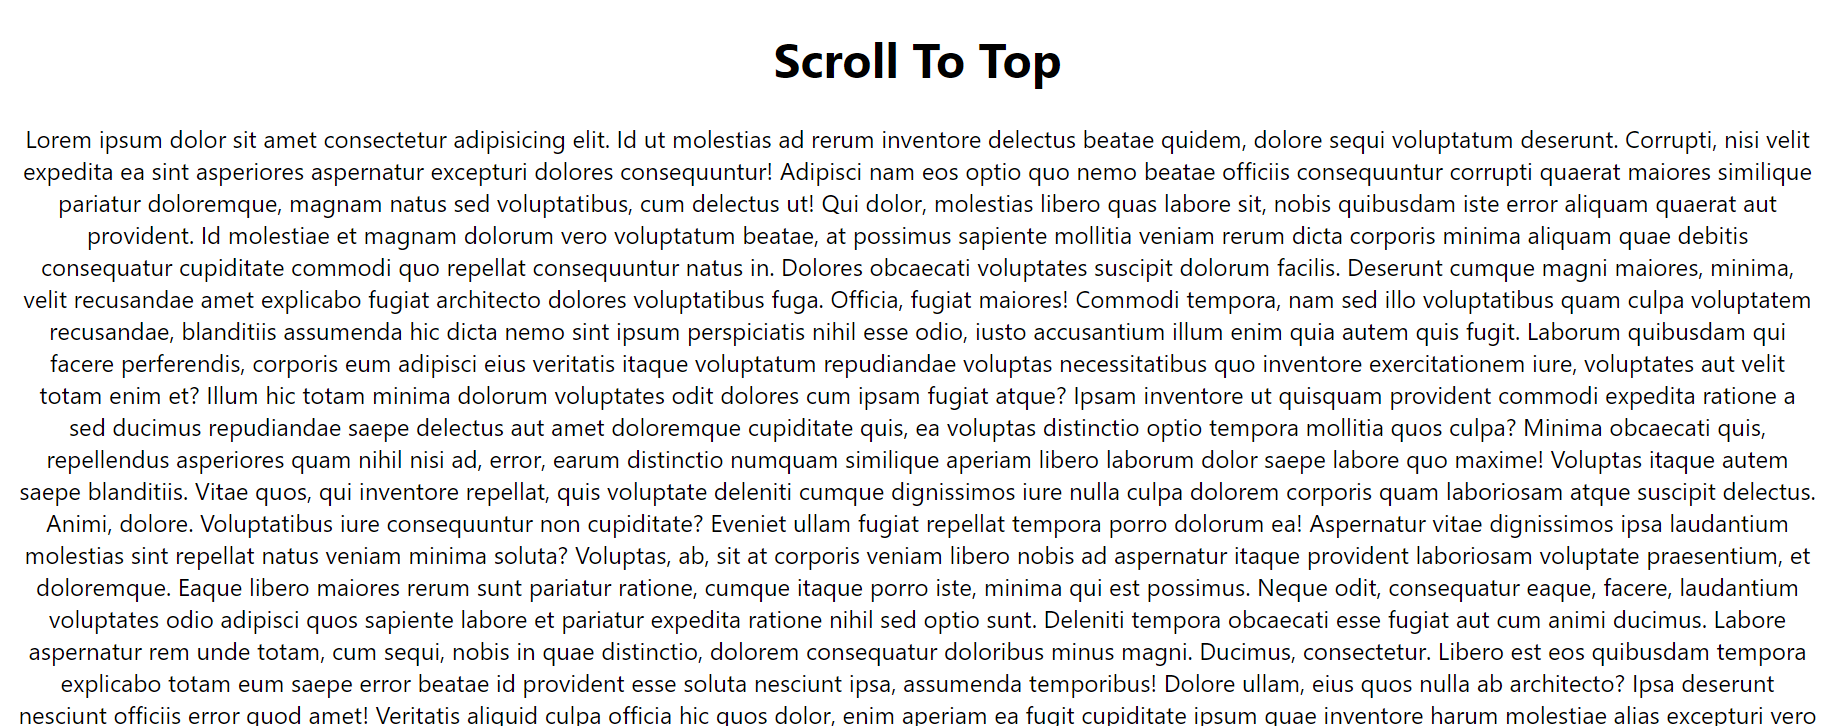 Scroll To Top
Lorem ipsum dolor sit amet consectetur adipisicing elit. Id ut molestias ad rerum inventore delectus beatae quidem, dolore sequi voluptatum deserunt. Corrupti, nisi velit
expedita ea sint asperiores aspernatur excepturi dolores consequuntur! Adipisci nam eos optio quo nemo beatae officiis consequuntur corrupti quaerat maiores similique
pariatur doloremque, magnam natus sed voluptatibus, cum delectus ut! Qui dolor, molestias libero quas labore sit, nobis quibusdam iste error aliquam quaerat aut
provident. Id molestiae et magnam dolorum vero voluptatum beatae, at possimus sapiente mollitia veniam rerum dicta corporis minima aliquam quae debitis
consequatur cupiditate commodi quo repellat consequuntur natus in. Dolores obcaecati voluptates suscipit dolorum facilis. Deserunt cumque magni maiores, minima,
velit recusandae amet explicabo fugiat architecto dolores voluptatibus fuga. Officia, fugiat maiores! Commodi tempora, nam sed illo voluptatibus quam culpa voluptatem
recusandae, blanditiis assumenda hic dicta nemo sint ipsum perspiciatis nihil esse odio, iusto accusantium illum enim quia autem quis fugit. Laborum quibusdam qui
facere perferendis, corporis eum adipisci eius veritatis itaque voluptatum repudiandae voluptas necessitatibus quo inventore exercitationem iure, voluptates aut velit
totam enim et? Illum hic totam minima dolorum voluptates odit dolores cum ipsam fugiat atque? Ipsam inventore ut quisquam provident commodi expedita ratione a
sed ducimus repudiandae saepe delectus aut amet doloremque cupiditate quis, ea voluptas distinctio optio tempora mollitia quos culpa? Minima obcaecati quis,
repellendus asperiores quam nihil nisi ad, error, earum distinctio numquam similique aperiam libero laborum dolor saepe labore quo maxime! Voluptas itaque autem
saepe blanditiis. Vitae quos, qui inventore repellat, quis voluptate deleniti cumque dignissimos iure nulla culpa dolorem corporis quam laboriosam atque suscipit delectus.
Animi, dolore. Voluptatibus iure consequuntur non cupiditate? Eveniet ullam fugiat repellat tempora porro dolorum ea! Aspernatur vitae dignissimos ipsa laudantium
molestias sint repellat natus veniam minima soluta? Voluptas, ab, sit at corporis veniam libero nobis ad aspernatur itaque provident laboriosam voluptate praesentium, et
doloremque. Eaque libero maiores rerum sunt pariatur ratione, cumque itaque porro iste, minima qui est possimus. Neque odit, consequatur eaque, facere, laudantium
voluptates odio adipisci quos sapiente labore et pariatur expedita ratione nihil sed optio sunt. Deleniti tempora obcaecati esse fugiat aut cum animi ducimus. Labore
aspernatur rem unde totam, cum sequi, nobis in quae distinctio, dolorem consequatur doloribus minus magni. Ducimus, consectetur. Libero est eos quibusdam tempora
explicabo totam eum saepe error beatae id provident esse soluta nesciunt ipsa, assumenda temporibus! Dolore ullam, eius quos nulla ab architecto? Ipsa deserunt
nesciunt officiis error quod amet! Veritatis aliquid culpa officia hic quos dolor, enim aperiam ea fugit cupiditate ipsum quae inventore harum molestiae alias excepturi vero